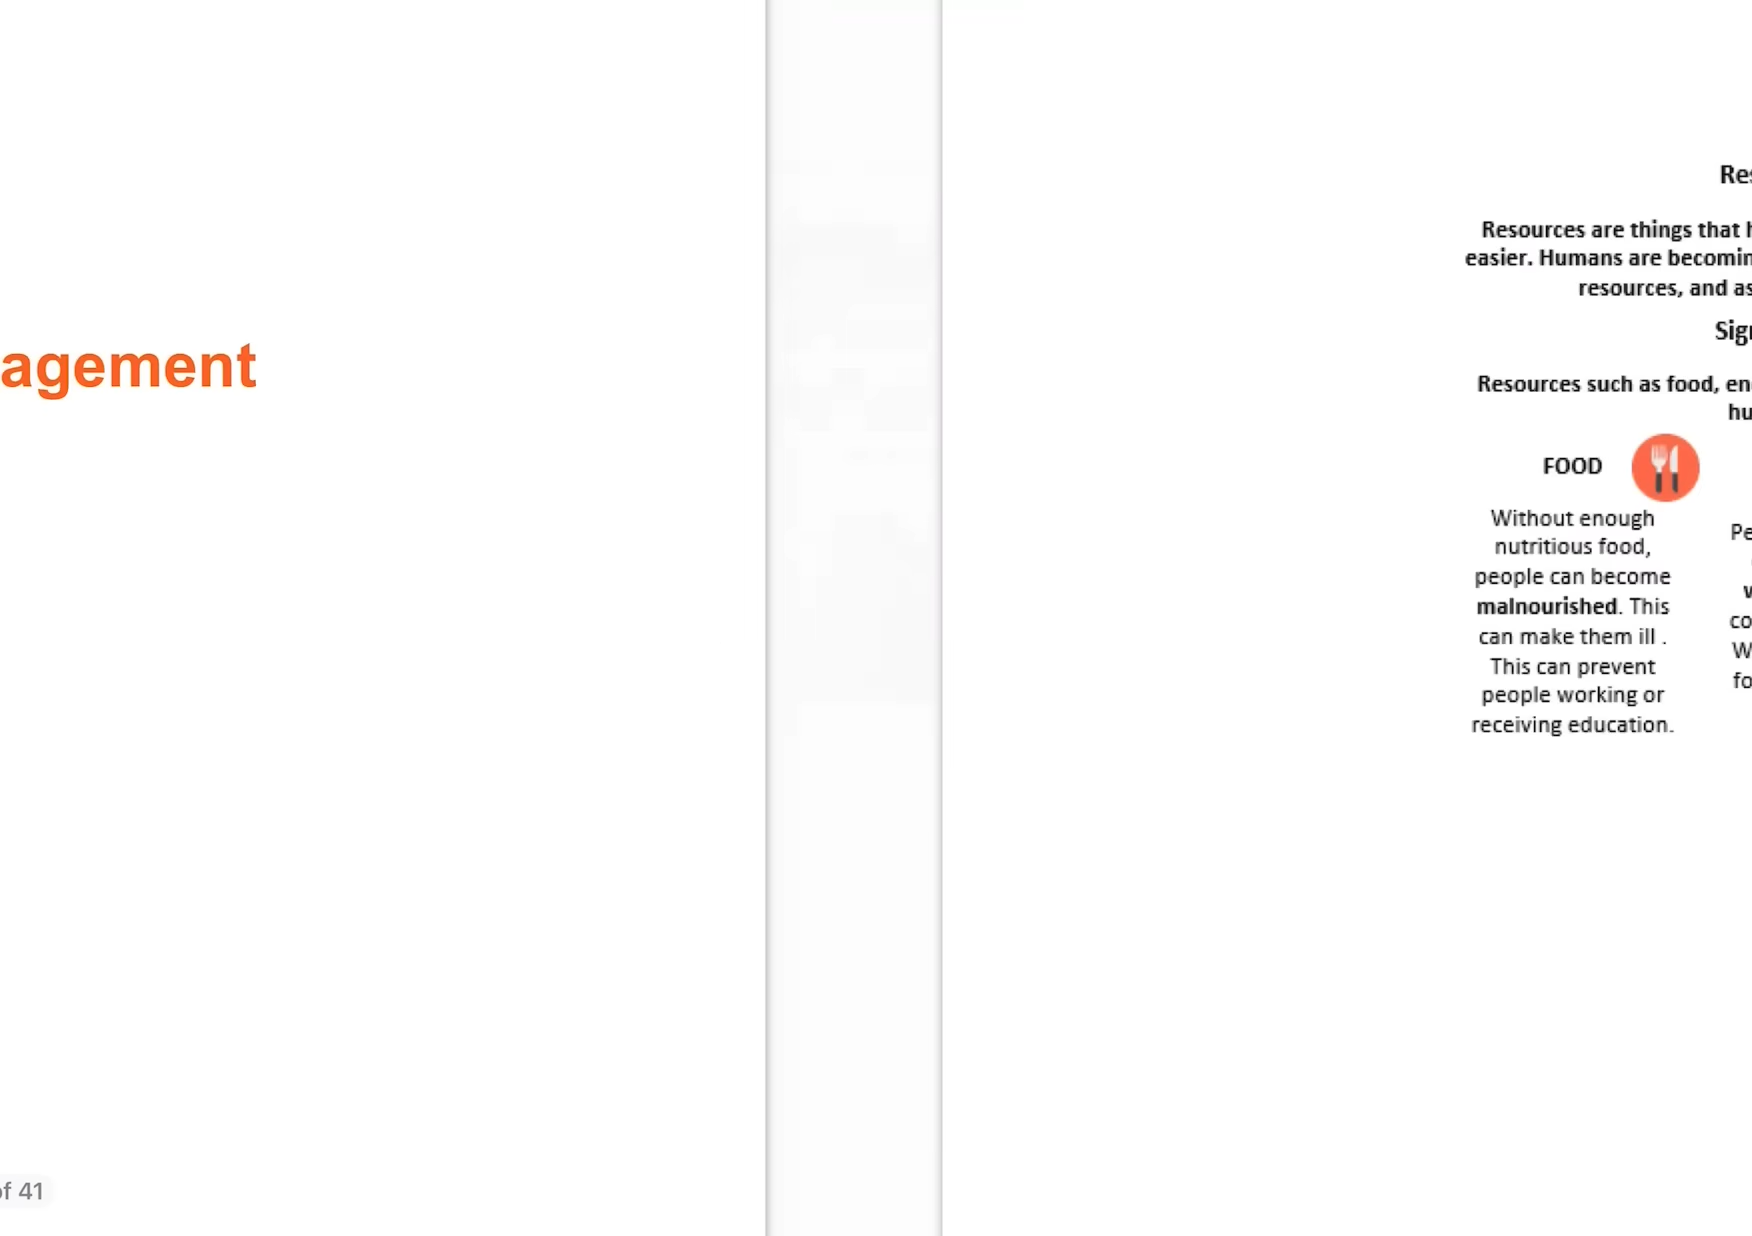 agement
of 41
Res
Resources are things that h
easier. Humans are becomin
resources, and as
Sign
Resources such as food, en
hu
FOOD
Without enough
nutritious food,
people can become
malnourished. This
can make them ill .
This can prevent
people working or
receiving education.
Pe
w
co
W
fo